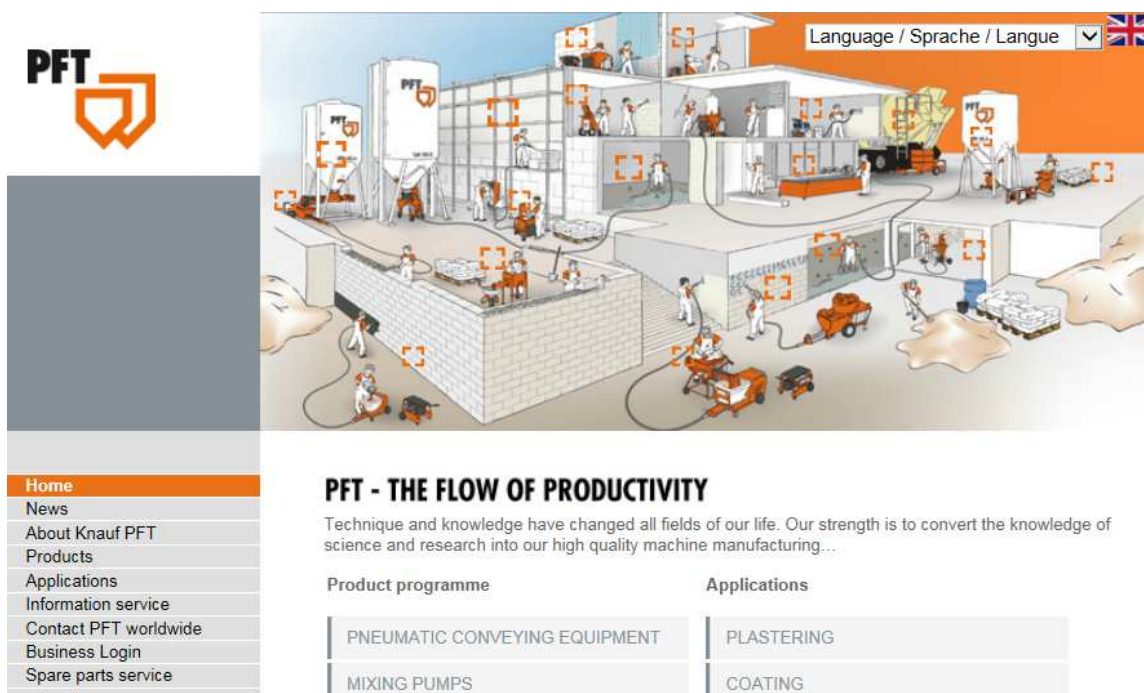 PFT
Language / Sprache / Langue
PFT
PFT
PFT
Home
News
About Knauf PFT
Products
Applications
Information service
Contact PFT worldwide
Business Login
Spare parts service
PFT - THE FLOW OF PRODUCTIVITY
Technique and knowledge have changed all fields of our life. Our strength is to convert the knowledge of
science and research into our high quality machine manufacturing…
Product programme
Applications
PNEUMATIC CONVEYING EQUIPMENT
PLASTERING
MIXING PUMPS
COATING